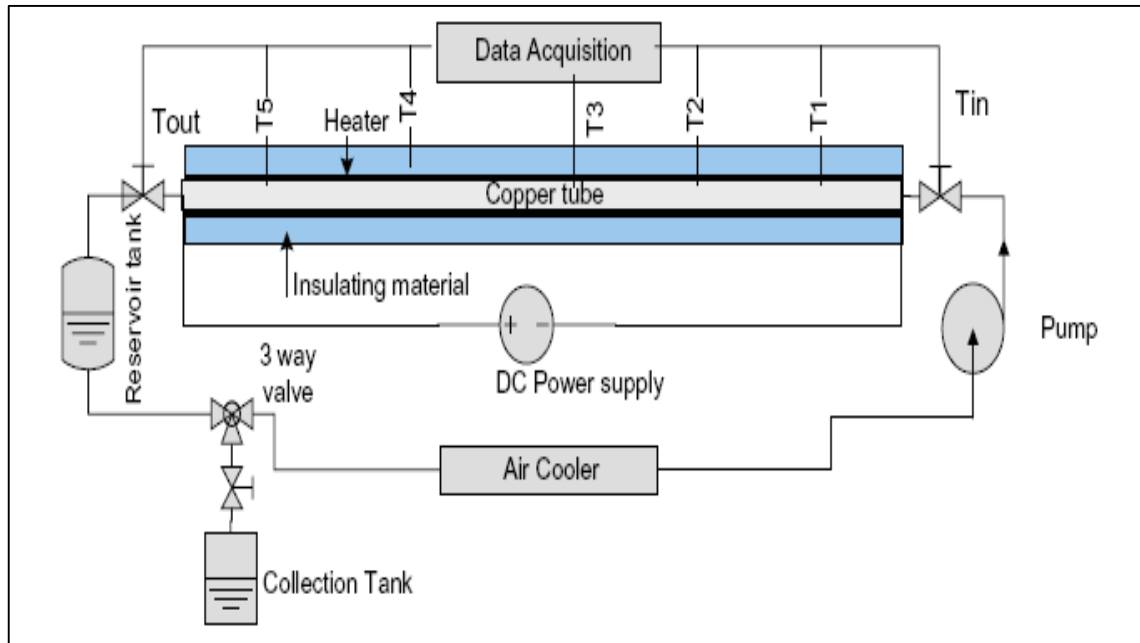 Data Acquisition
Tout
T5
Heater
T4
T3
T2
T1
Tin
Copper tube
Reservoir tank
Insulating material
+ -
DC Power supply
Pump
3 way
valve
Air Cooler
Collection Tank